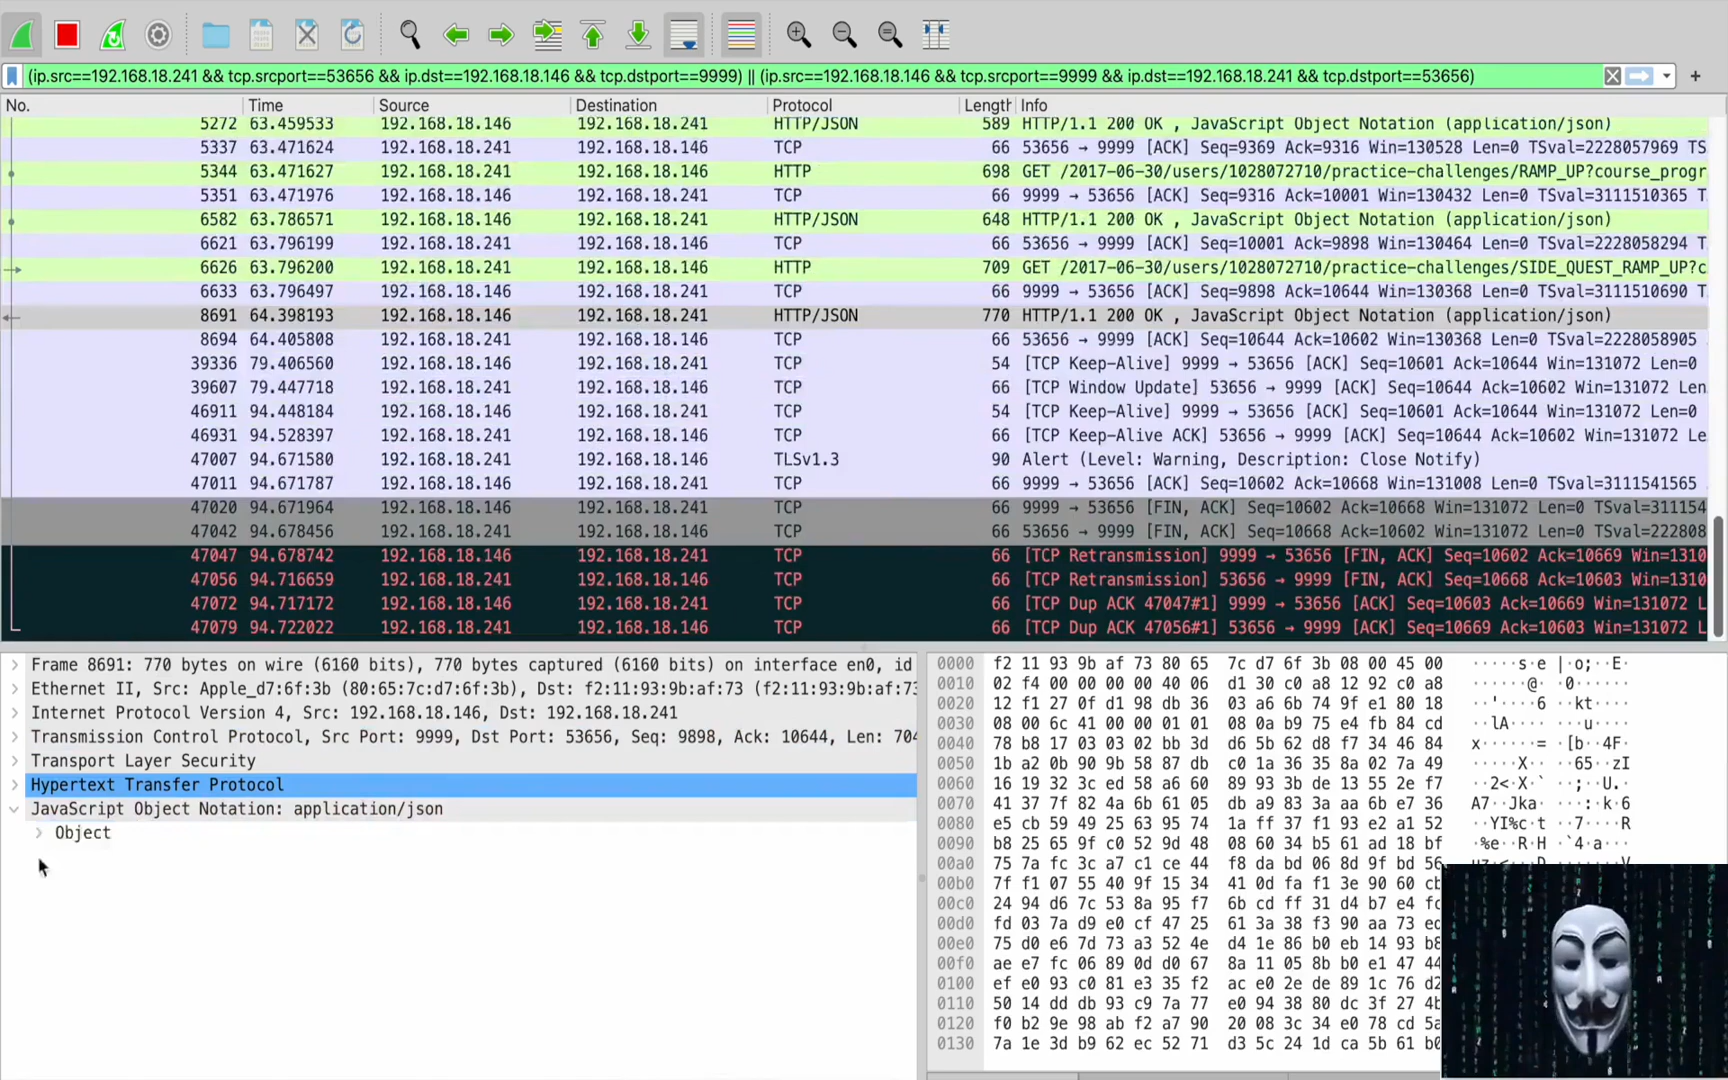 (ip.src==192.168.18.241 && tcp.srcport==53656 && ip.dst==192.168.18.146 && tcp.dstport==9999) || (ip.src==192.168.18.146 && tcp.srcport==9999 && ip.dst==192.168.18.241 && tcp.dstport==53656)
No. Time Source Destination Protocol Length Info
5272 63.459533 192.168.18.146 192.168.18.241 HTTP/JSON 589 HTTP/1.1 200 OK , JavaScript Object Notation (application/json)
5337 63.471624 192.168.18.241 192.168.18.146 TCP 66 53656 → 9999 [ACK] Seq=9369 Ack=9316 Win=130528 Len=0 TSval=2228057969 TS
5344 63.471627 192.168.18.241 192.168.18.146 HTTP 698 GET /2017-06-30/users/1028072710/practice-challenges/RAMP_UP?course_progr
5351 63.471976 192.168.18.146 192.168.18.241 TCP 66 9999 → 53656 [ACK] Seq=9316 Ack=10001 Win=130432 Len=0 TSval=3111510365 T
6582 63.786571 192.168.18.146 192.168.18.241 HTTP/JSON 648 HTTP/1.1 200 OK , JavaScript Object Notation (application/json)
6621 63.796199 192.168.18.241 192.168.18.146 TCP 66 53656 → 9999 [ACK] Seq=10001 Ack=9898 Win=130464 Len=0 TSval=2228058294 T
6626 63.796200 192.168.18.241 192.168.18.146 HTTP 709 GET /2017-06-30/users/1028072710/practice-challenges/SIDE_QUEST_RAMP_UP?c
6633 63.796497 192.168.18.146 192.168.18.241 TCP 66 9999 → 53656 [ACK] Seq=9898 Ack=10644 Win=130368 Len=0 TSval=3111510690 T
8691 64.398193 192.168.18.146 192.168.18.241 HTTP/JSON 770 HTTP/1.1 200 OK , JavaScript Object Notation (application/json)
8694 64.405808 192.168.18.241 192.168.18.146 TCP 66 53656 → 9999 [ACK] Seq=10644 Ack=10602 Win=130368 Len=0 TSval=2228058905
39336 79.406560 192.168.18.146 192.168.18.241 TCP 54 [TCP Keep-Alive] 9999 → 53656 [ACK] Seq=10601 Ack=10644 Win=131072 Len=0
39607 79.447718 192.168.18.241 192.168.18.146 TCP 66 [TCP Window Update] 53656 → 9999 [ACK] Seq=10644 Ack=10602 Win=131072 Len
46911 94.448184 192.168.18.146 192.168.18.241 TCP 54 [TCP Keep-Alive] 9999 → 53656 [ACK] Seq=10601 Ack=10644 Win=131072 Len=0
46931 94.528397 192.168.18.241 192.168.18.146 TCP 66 [TCP Keep-Alive ACK] 53656 → 9999 [ACK] Seq=10644 Ack=10602 Win=131072 Le
47007 94.671580 192.168.18.241 192.168.18.146 TLSv1.3 90 Alert (Level: Warning, Description: Close Notify)
47011 94.671787 192.168.18.146 192.168.18.241 TCP 66 9999 → 53656 [ACK] Seq=10602 Ack=10668 Win=131008 Len=0 TSval=3111541565
47020 94.671964 192.168.18.146 192.168.18.241 TCP 66 9999 → 53656 [FIN, ACK] Seq=10602 Ack=10668 Win=131072 Len=0 TSval=311154
47042 94.678456 192.168.18.241 192.168.18.146 TCP 66 53656 → 9999 [FIN, ACK] Seq=10668 Ack=10602 Win=131072 Len=0 TSval=222808
47047 94.678742 192.168.18.146 192.168.18.241 TCP 66 [TCP Retransmission] 9999 → 53656 [FIN, ACK] Seq=10602 Ack=10669 Win=1310
47056 94.716659 192.168.18.241 192.168.18.146 TCP 66 [TCP Retransmission] 53656 → 9999 [FIN, ACK] Seq=10668 Ack=10603 Win=1310
47072 94.717172 192.168.18.146 192.168.18.241 TCP 66 [TCP Dup ACK 47047#1] 9999 → 53656 [ACK] Seq=10603 Ack=10669 Win=131072 L
47079 94.722022 192.168.18.241 192.168.18.146 TCP 66 [TCP Dup ACK 47056#1] 53656 → 9999 [ACK] Seq=10669 Ack=10603 Win=131072 L
Frame 8691: 770 bytes on wire (6160 bits), 770 bytes captured (6160 bits) on interface en0, id
Ethernet II, Src: Apple_d7:6f:3b (80:65:7c:d7:6f:3b), Dst: f2:11:93:9b:af:73 (f2:11:93:9b:af:73
Internet Protocol Version 4, Src: 192.168.18.146, Dst: 192.168.18.241
Transmission Control Protocol, Src Port: 9999, Dst Port: 53656, Seq: 9898, Ack: 10644, Len: 704
Transport Layer Security
Hypertext Transfer Protocol
JavaScript Object Notation: application/json
Object
0000 f2 11 93 9b af 73 80 65 7c d7 6f 3b 08 00 45 00 ·····s·e |·o;··E·
0010 02 f4 00 00 00 00 40 06 d1 30 c0 a8 12 92 c0 a8 ······@· ·0······
0020 12 f1 27 0f d1 98 db 36 03 a6 6b 74 9f e1 80 18 ··'····6 ··kt····
0030 08 00 6c 41 00 00 01 01 08 0a b9 75 e4 fb 84 cd ··lA···· ···u····
0040 78 b8 17 03 03 02 bb 3d d6 5b 62 d8 f7 34 46 84 x······= ·[b··4F·
0050 1b a2 0b 90 9b 58 87 db c0 1a 36 35 8a 02 7a 49 ·····X·· ··65··zI
0060 16 19 32 3c ed 58 a6 60 89 93 3b de 13 55 2e f7 ··2<·X·` ··;··U.·
0070 41 37 7f 82 4a 6b 61 05 db a9 83 3a aa 6b e7 36 A7··Jka· ···:·k·6
0080 e5 cb 59 49 25 63 95 74 1a ff 37 f1 93 e2 a1 52 ··YI%c·t ··7····R
0090 b8 25 65 9f c0 52 9d 48 08 60 34 b5 61 ad 18 bf ·%e··R·H ·`4·a···
00a0 75 7a fc 3c a7 c1 ce 44 f8 da bd 06 8d 9f bd 56 uz·<···D ·······V
00b0 7f f1 07 55 40 9f 15 34 41 0d fa f1 3e 90 60 cb
00c0 24 94 d6 7c 53 8a 95 f7 6b cd ff 31 d4 b7 e4 fc
00d0 fd 03 7a d9 e0 cf 47 25 61 3a 38 f3 90 aa 73 ec
00e0 75 d0 e6 7d 73 a3 52 4e d4 1e 86 b0 eb 14 93 b8
00f0 ae e7 fc 06 89 0d d0 67 8a 11 05 8b b0 e1 47 44
0100 ef e0 93 c0 81 e3 35 f2 ac e0 2e de 89 1c 76 d2
0110 50 14 dd db 93 c9 7a 77 e0 94 38 80 dc 3f 27 4b
0120 f0 b2 9e 98 ab f2 a7 90 20 08 3c 34 e0 78 cd 5a
0130 7a 1e 3d b9 62 ec 52 71 d3 5c 24 1d ca 5b 61 b0